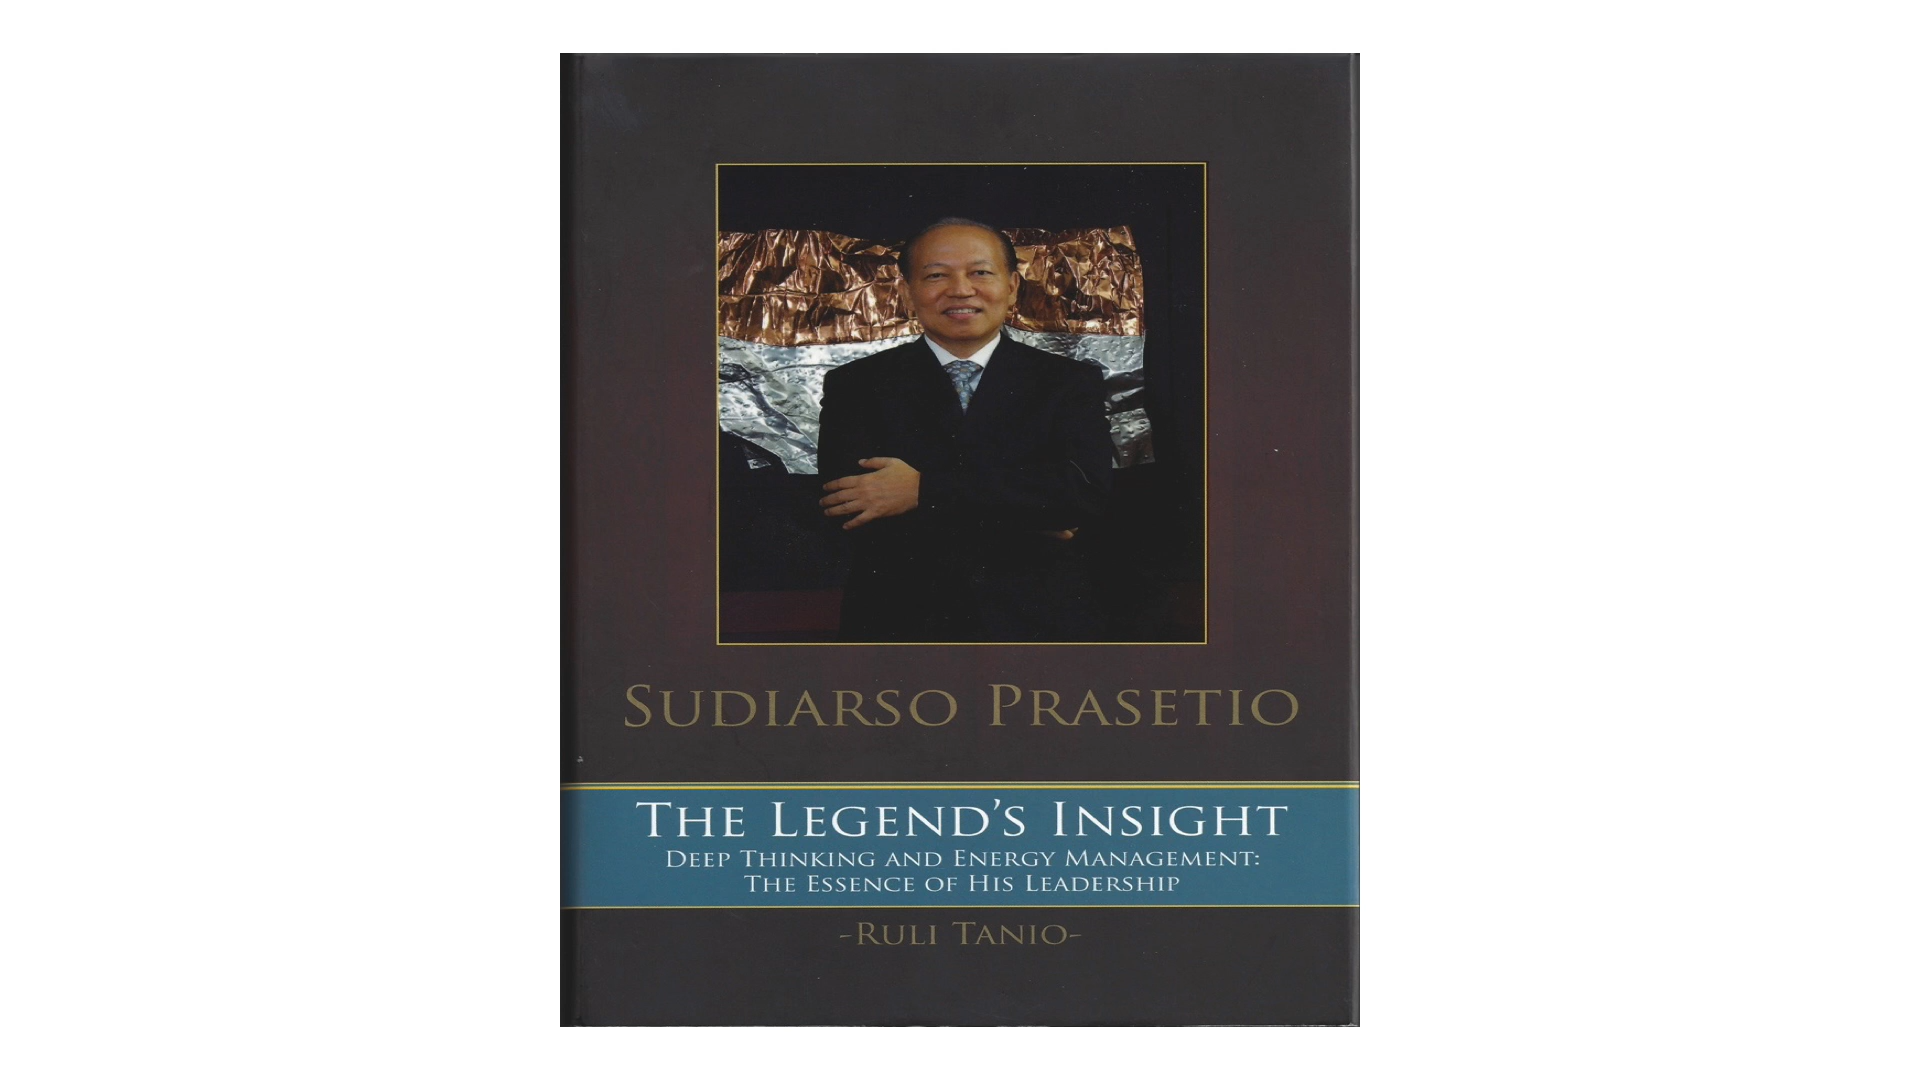 Sudiarso Prasetio
The Legend's Insight
Deep Thinking and Energy Management:
The Essence of His Leadership
-Ruli Tanio-